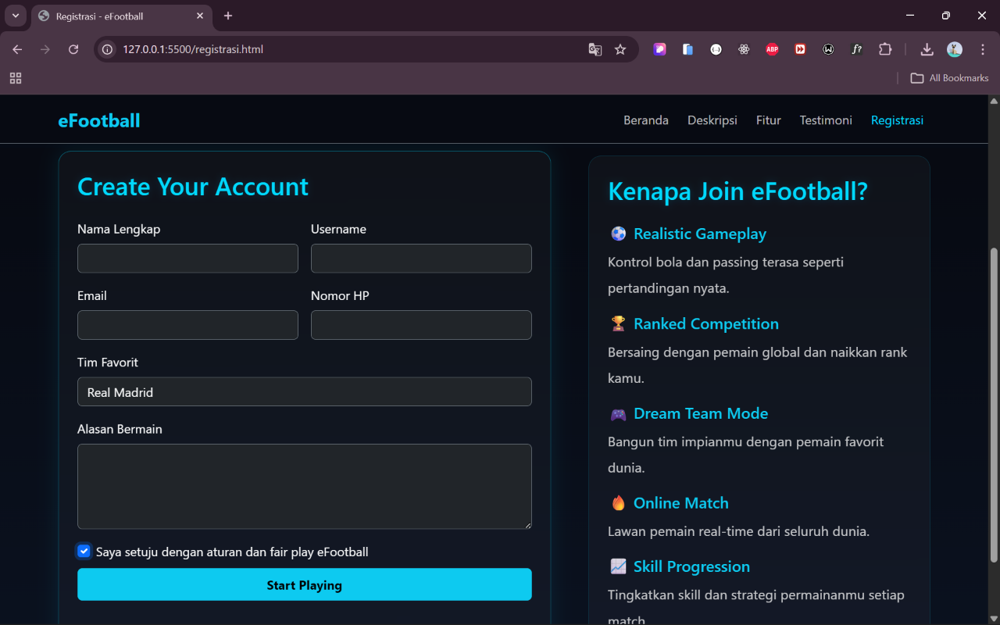 Registrasi - eFootball
127.0.0.1:5500/registrasi.html
ABP
f?
All Bookmarks
eFootball
Beranda
Deskripsi
Fitur
Testimoni
Registrasi
Create Your Account
Nama Lengkap
Username
Email
Nomor HP
Tim Favorit
Real Madrid
Alasan Bermain
Saya setuju dengan aturan dan fair play eFootball
Start Playing
Kenapa Join eFootball?
Realistic Gameplay
Kontrol bola dan passing terasa seperti
pertandingan nyata.
Ranked Competition
Bersaing dengan pemain global dan naikkan rank
kamu.
Dream Team Mode
Bangun tim impianmu dengan pemain favorit
dunia.
Online Match
Lawan pemain real-time dari seluruh dunia.
Skill Progression
Tingkatkan skill dan strategi permainanmu setiap
match.